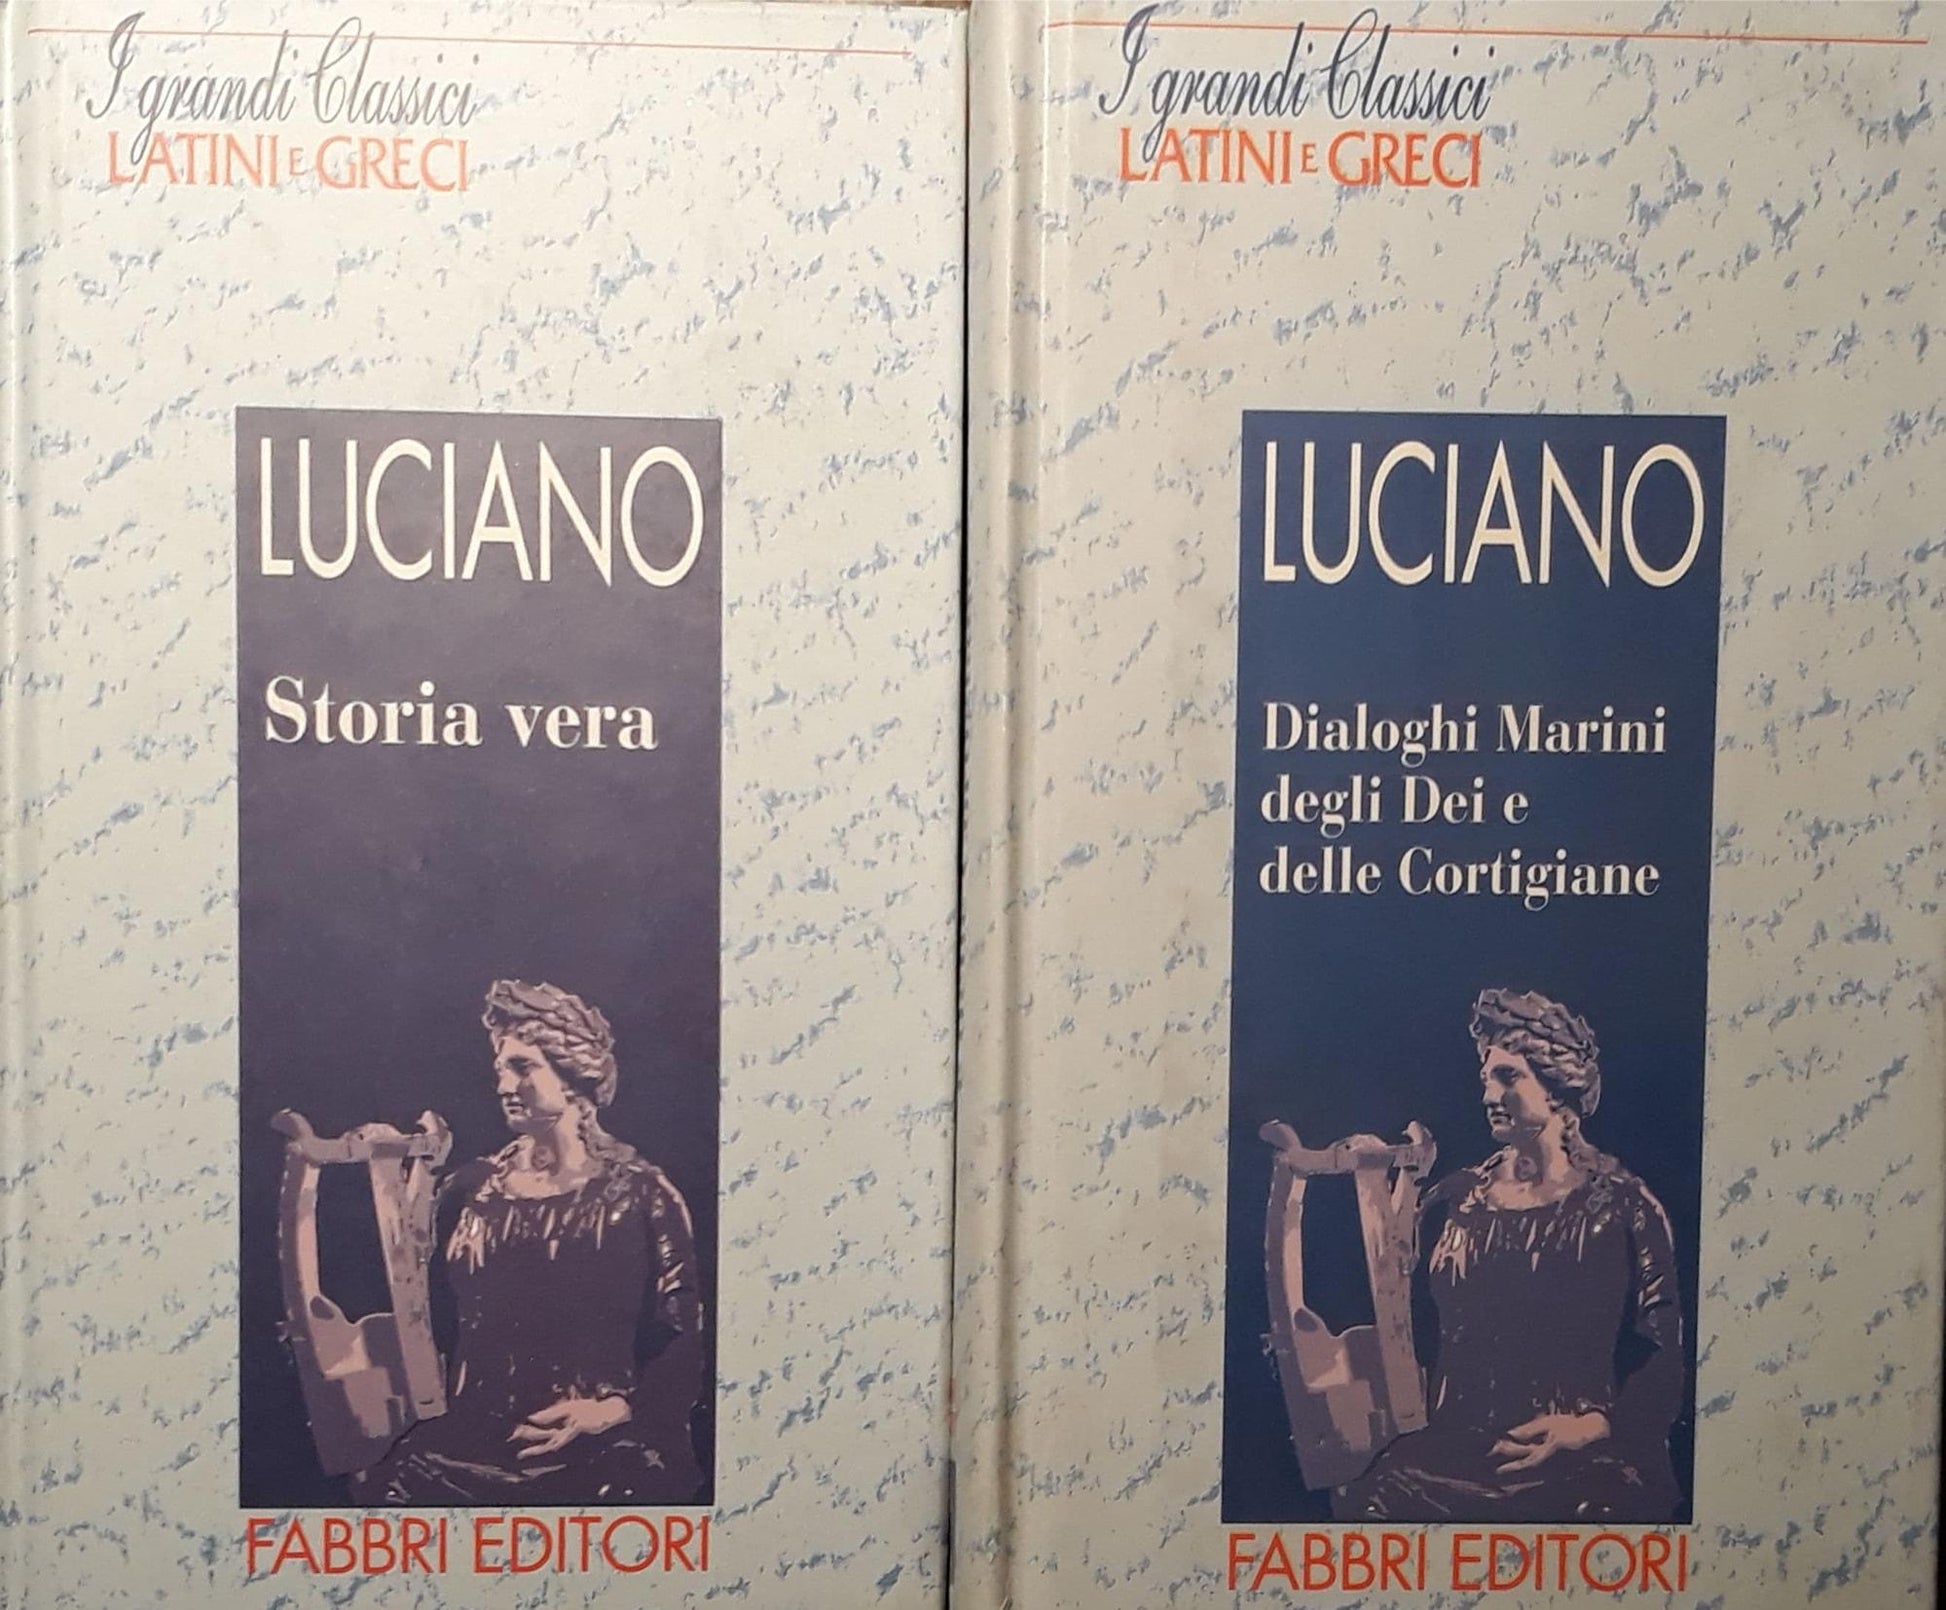 I grandi Classici
LATINI E GRECI
LUCIANO
Storia vera
FABBRI EDITORI
I grandi Classici
LATINI E GRECI
LUCIANO
Dialoghi Marini
degli Dei e
delle Cortigiane
FABBRI EDITORI